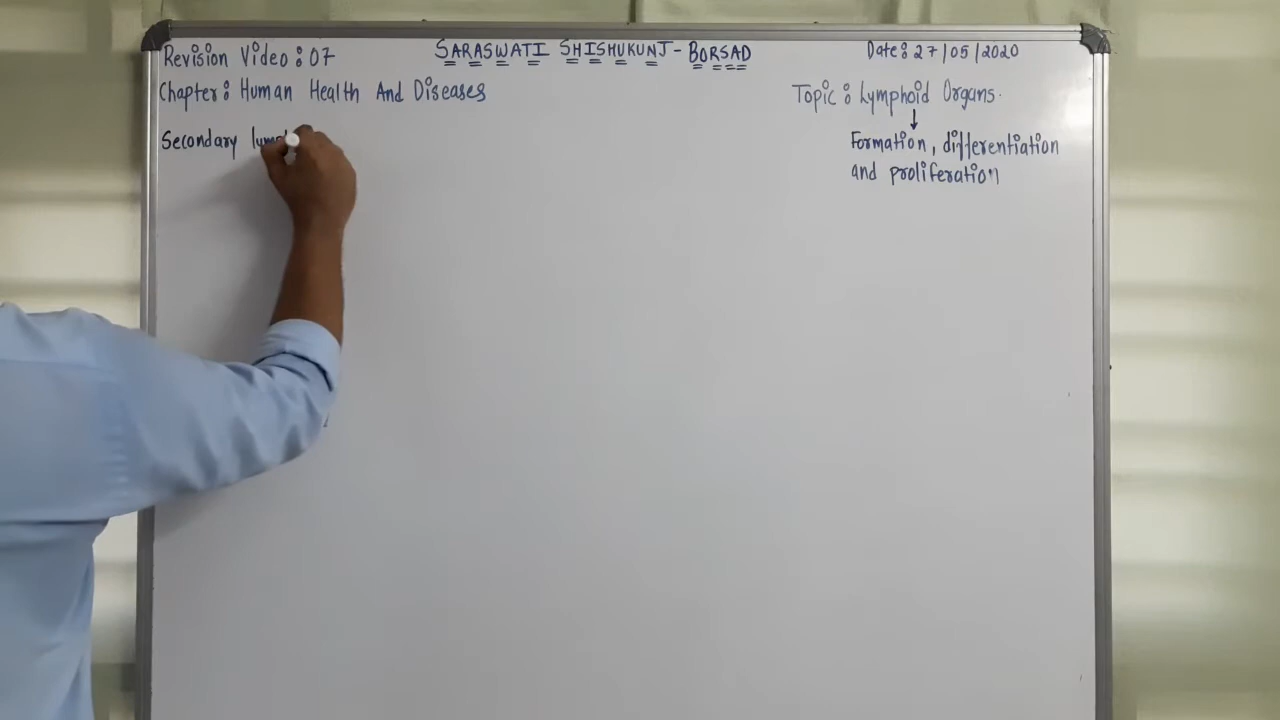 Revision Video : 07
SARASWATI SHISHUKUNJ - BORSAD
Date : 27/05/2020
Chapter : Human Health And Diseases
Topic : Lymphoid Organs.
↓
Formation, differentiation
and proliferation
Secondary